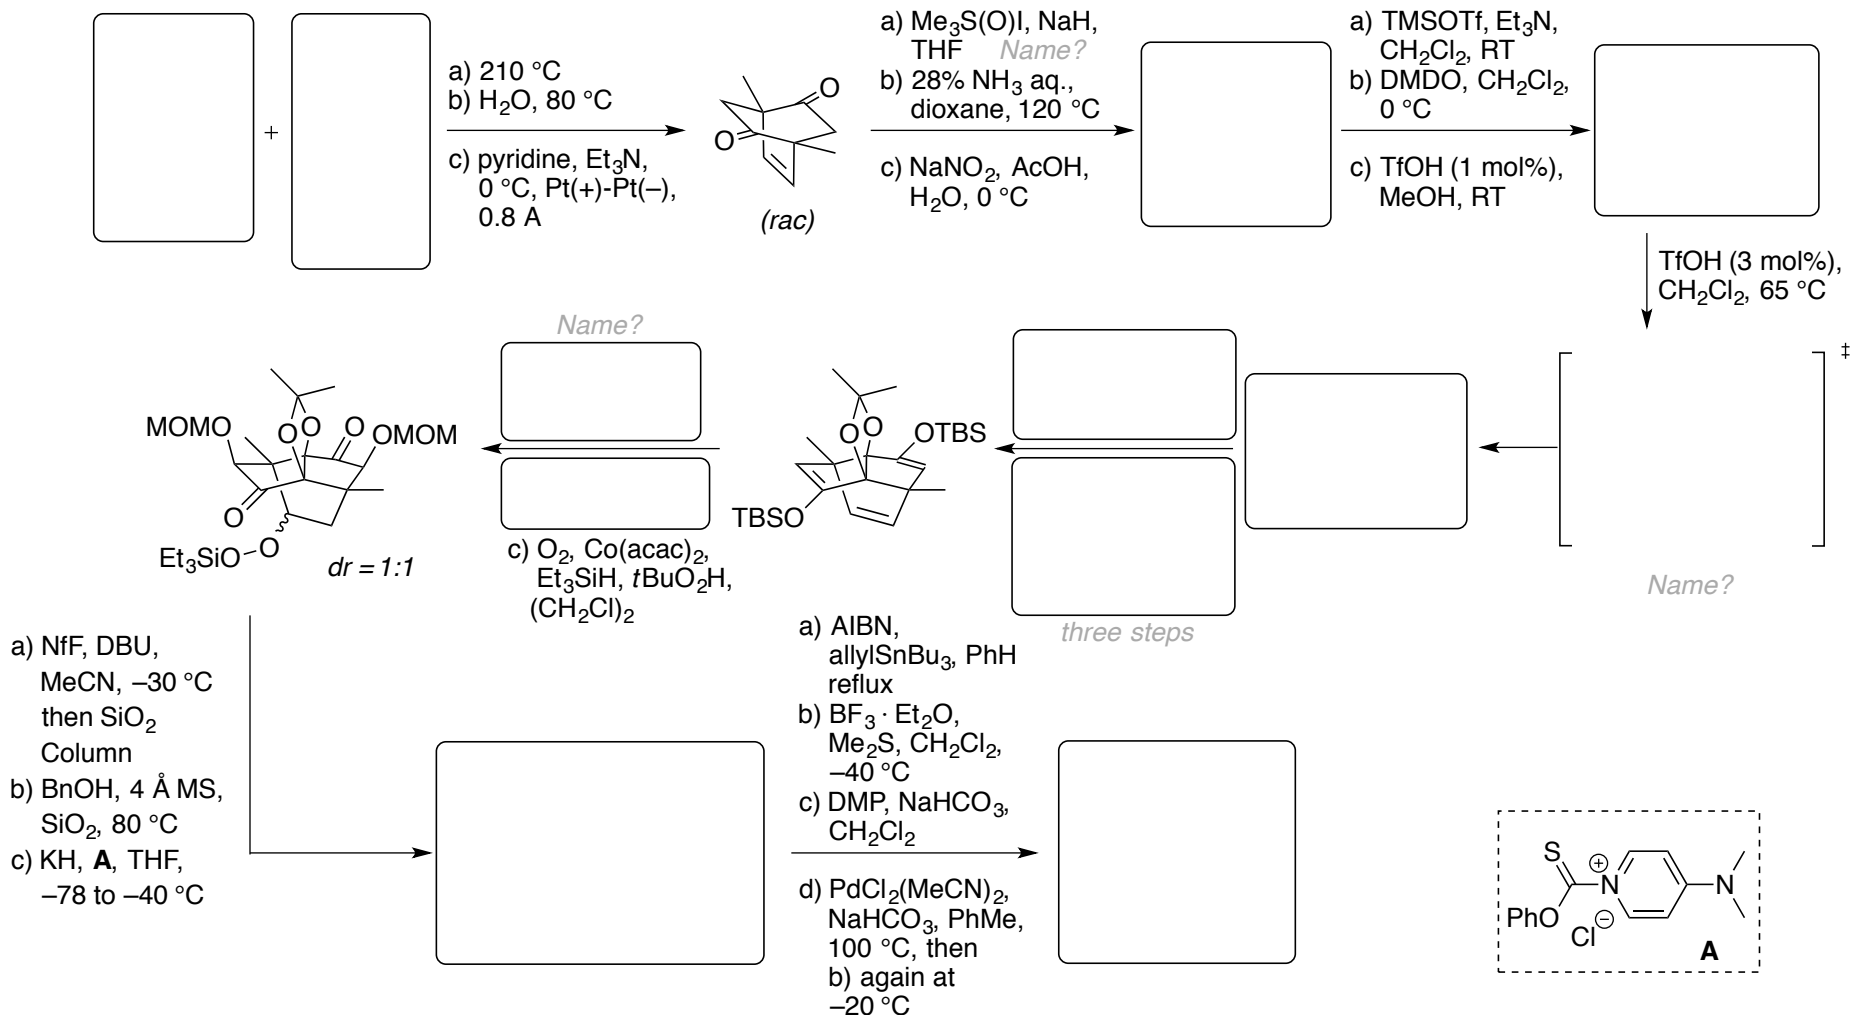 +
a) 210 °C
b) H₂O, 80 °C
c) pyridine, Et₃N,
0 °C, Pt(+)-Pt(–),
0.8 A
O
O
(rac)
a) Me₃S(O)I, NaH,
THF Name?
b) 28% NH₃ aq.,
dioxane, 120 °C
c) NaNO₂, AcOH,
H₂O, 0 °C
a) TMSOTf, Et₃N,
CH₂Cl₂, RT
b) DMDO, CH₂Cl₂,
0 °C
c) TfOH (1 mol%),
MeOH, RT
TfOH (3 mol%),
CH₂Cl₂, 65 °C
‡
Name?
three steps
O O OTBS
TBSO
Name?
c) O₂, Co(acac)₂,
Et₃SiH, tBuO₂H,
(CH₂Cl)₂
MOMO O O O OMOM
O
Et₃SiO O
dr = 1:1
a) NfF, DBU,
MeCN, –30 °C
then SiO₂
Column
b) BnOH, 4 Å MS,
SiO₂, 80 °C
c) KH, A, THF,
–78 to –40 °C
a) AIBN,
allylSnBu₃, PhH
reflux
b) BF₃ · Et₂O,
Me₂S, CH₂Cl₂,
–40 °C
c) DMP, NaHCO₃,
CH₂Cl₂
d) PdCl₂(MeCN)₂,
NaHCO₃, PhMe,
100 °C, then
b) again at
–20 °C
S
⊕
N N
PhO
Cl ⊖
A